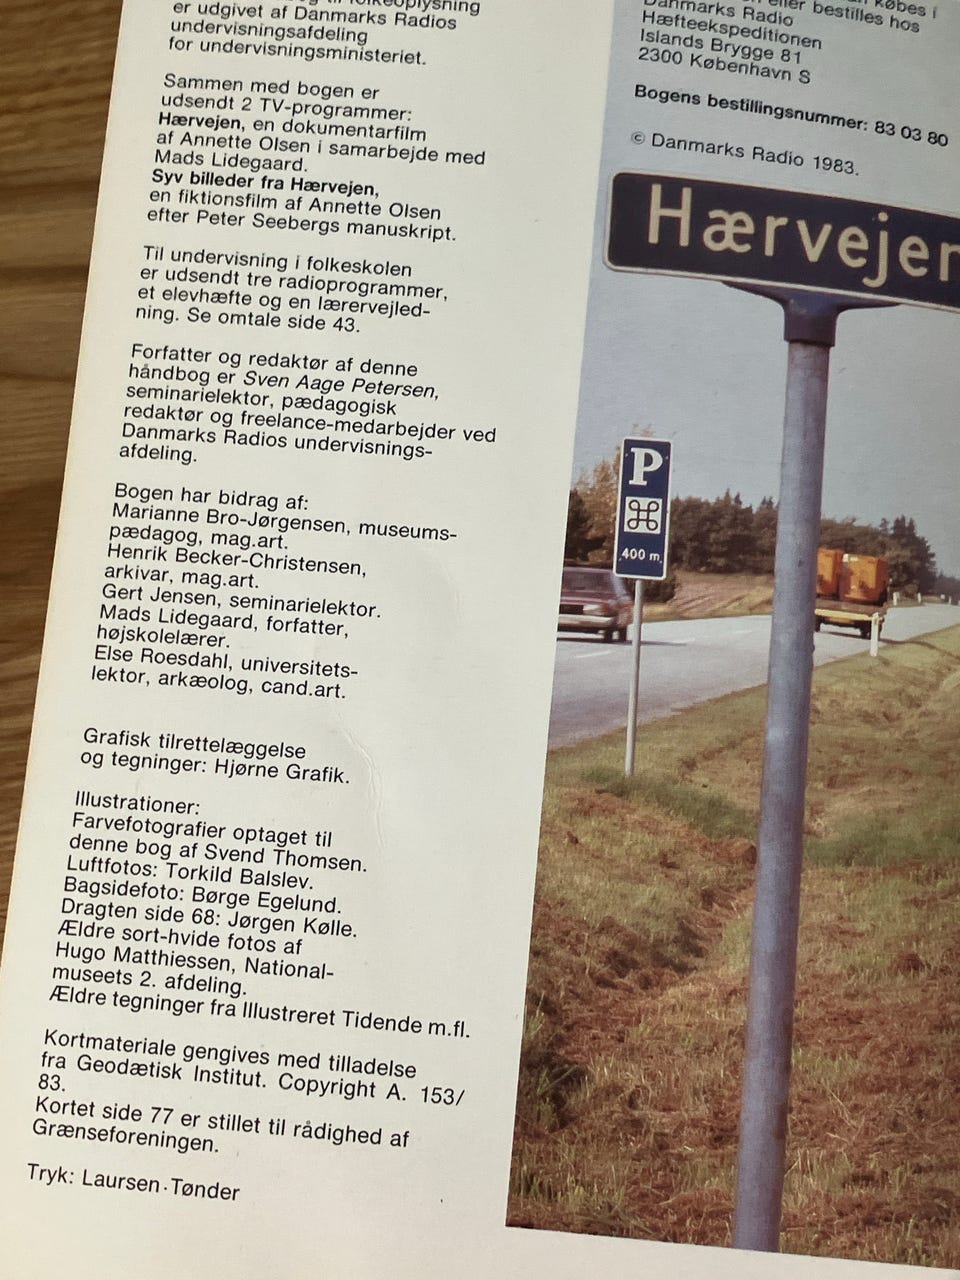 til folkeoplysning
er udgivet af Danmarks Radios
undervisningsafdeling
for undervisningsministeriet.
Sammen med bogen er
udsendt 2 TV-programmer:
Hærvejen, en dokumentarfilm
af Annette Olsen i samarbejde med
Mads Lidegaard.
Syv billeder fra Hærvejen,
en fiktionsfilm af Annette Olsen
efter Peter Seebergs manuskript.
Til undervisning i folkeskolen
er udsendt tre radioprogrammer,
et elevhæfte og en lærervejled-
ning. Se omtale side 43.
Forfatter og redaktør af denne
håndbog er Sven Aage Petersen,
seminarielektor, pædagogisk
redaktør og freelance-medarbejder ved
Danmarks Radios undervisnings-
afdeling.
Bogen har bidrag af:
Marianne Bro-Jørgensen, museums-
pædagog, mag.art.
Henrik Becker-Christensen,
arkivar, mag.art.
Gert Jensen, seminarielektor.
Mads Lidegaard, forfatter,
højskolelærer.
Else Roesdahl, universitets-
lektor, arkæolog, cand.art.
Grafisk tilrettelæggelse
og tegninger: Hjørne Grafik.
Illustrationer:
Farvefotografier optaget til
denne bog af Svend Thomsen.
Luftfotos: Torkild Balslev.
Bagsidefoto: Børge Egelund.
Dragten side 68: Jørgen Kølle.
Ældre sort-hvide fotos af
Hugo Matthiessen, National-
museets 2. afdeling.
Ældre tegninger fra Illustreret Tidende m.fl.
Kortmateriale gengives med tilladelse
fra Geodætisk Institut. Copyright A. 153/
83.
Kortet side 77 er stillet til rådighed af
Grænseforeningen.
Tryk: Laursen·Tønder
købes i
eller bestilles hos
Danmarks Radio
Hæfteekspeditionen
Islands Brygge 81
2300 København S
Bogens bestillingsnummer: 83 03 80
© Danmarks Radio 1983.
Hærvejen
P
400 m.